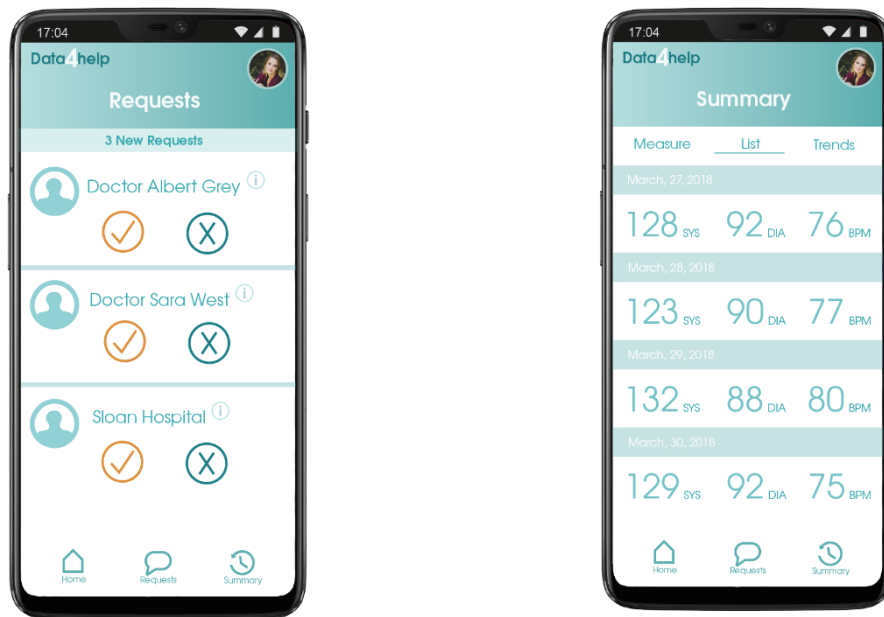 17:04
Data4help
Requests
3 New Requests
Doctor Albert Grey i
X
Doctor Sara West i
X
Sloan Hospital i
X
Home Requests Summary
17:04
Data4help
Summary
Measure List Trends
March, 27, 2018
128 SYS 92 DIA 76 BPM
March, 28, 2018
123 SYS 90 DIA 77 BPM
March, 29, 2018
132 SYS 88 DIA 80 BPM
March, 30, 2018
129 SYS 92 DIA 75 BPM
Home Requests Summary